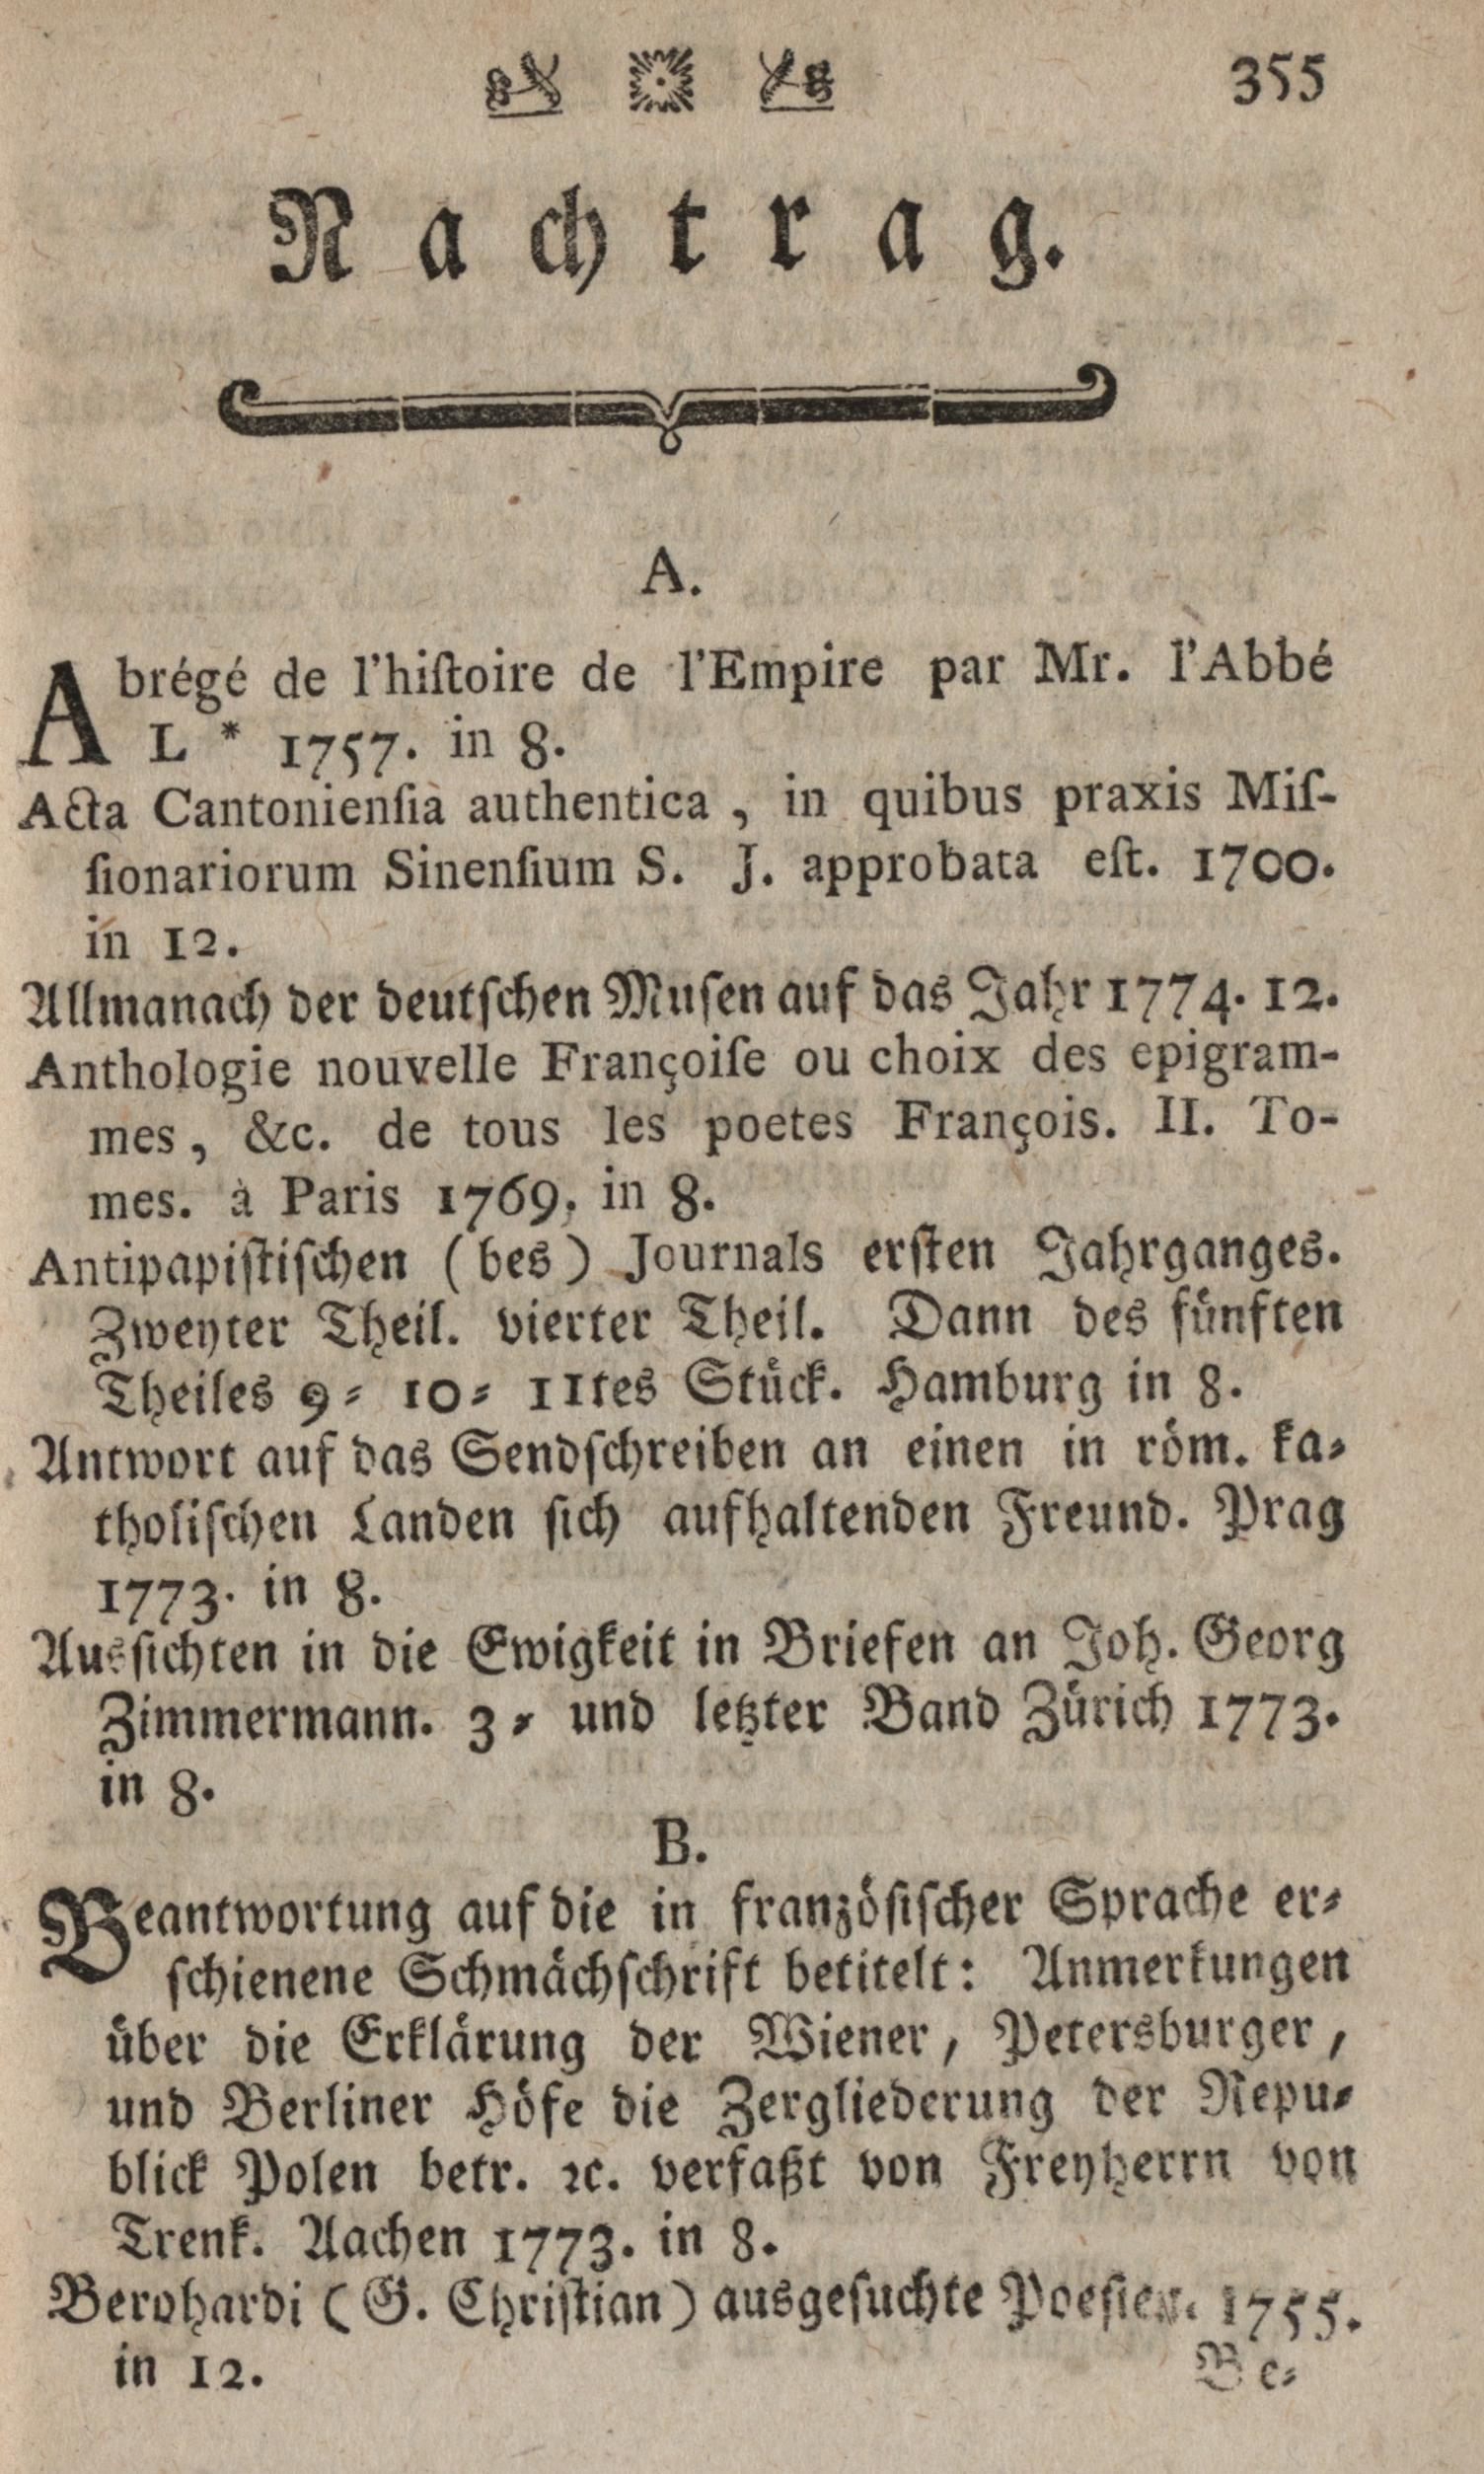 355
Nachtrag.
A.
Abrégé de l'hiſtoire de l'Empire par Mr. l'Abbé
L * 1757. in 8.
Acta Cantonienſia authentica, in quibus praxis Miſ-
ſionariorum Sinenſium S. J. approbata eſt. 1700.
in 12.
Allmanach der deutſchen Muſen auf das Jahr 1774. 12.
Anthologie nouvelle Françoiſe ou choix des epigram-
mes, &c. de tous les poetes François. II. To-
mes. à Paris 1769. in 8.
Antipapiſtiſchen (bes) Journals erſten Jahrganges.
Zweyter Theil. vierter Theil. Dann des fünften
Theiles 9⸗ 10⸗ 11tes Stück. Hamburg in 8.
Antwort auf das Sendſchreiben an einen in röm. ka⸗
tholiſchen Landen ſich aufhaltenden Freund. Prag
1773. in 8.
Ausſichten in die Ewigkeit in Briefen an Joh. Georg
Zimmermann. 3⸗ und letzter Band Zürich 1773.
in 8.
B.
Beantwortung auf die in franzöſiſcher Sprache er⸗
ſchienene Schmächſchrift betitelt: Anmerkungen
über die Erklärung der Wiener, Petersburger,
und Berliner Höfe die Zergliederung der Repu⸗
blick Polen betr. ꝛc. verfaßt von Freyherrn von
Trenk. Aachen 1773. in 8.
Berohardi (G. Chriſtian) ausgeſuchte Poeſien. 1755.
in 12.
Be⸗